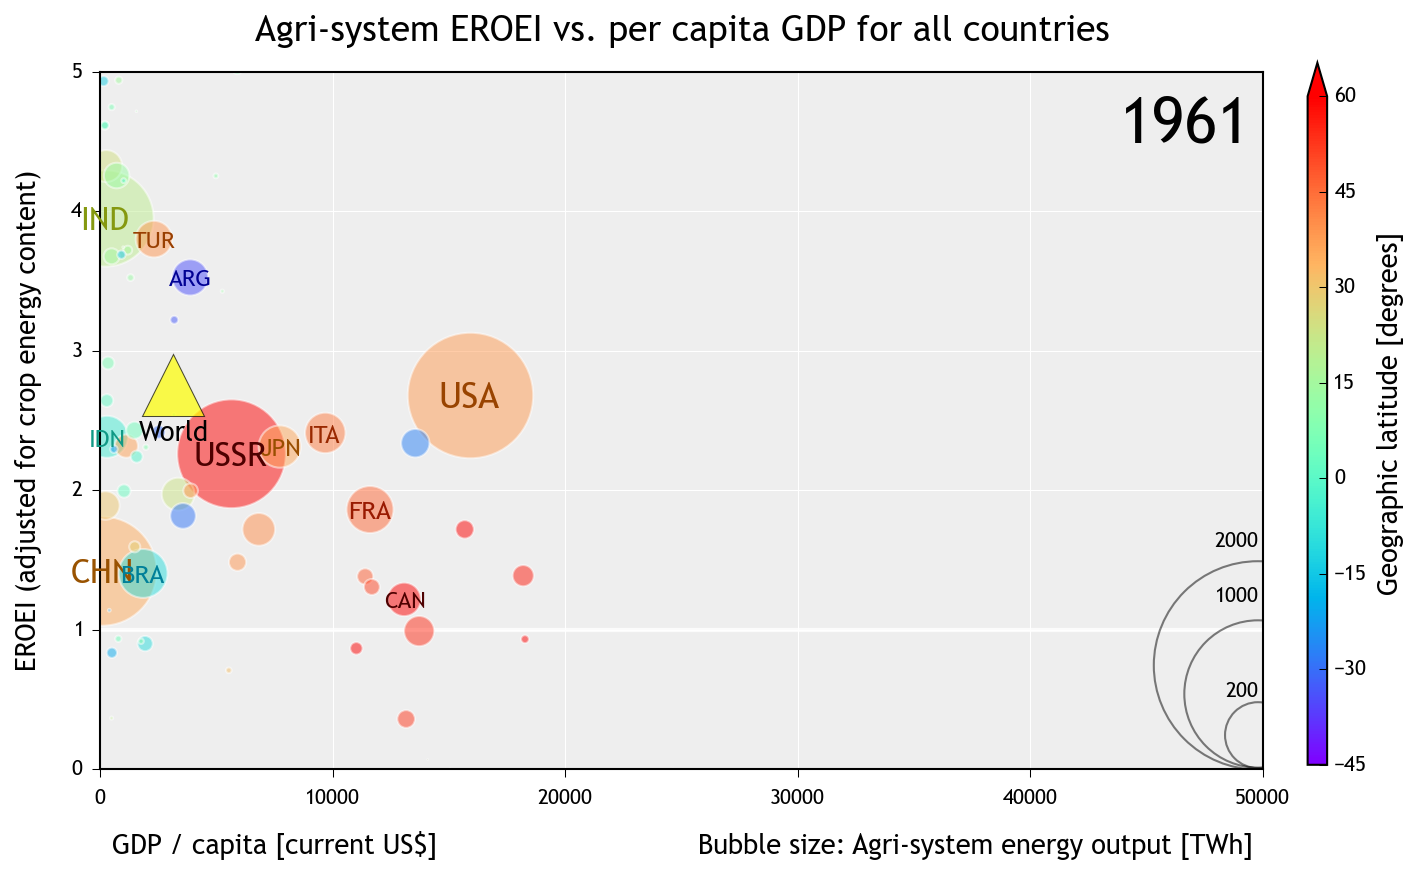 Agri-system EROEI vs. per capita GDP for all countries
1961
EROEI (adjusted for crop energy content)
5
4
3
2
1
0
IND
TUR
ARG
USA
World
IDN
USSR
JPN
ITA
FRA
CHN
BRA
CAN
2000
1000
200
0
10000
20000
30000
40000
50000
GDP / capita [current US$]
Bubble size: Agri-system energy output [TWh]
60
45
30
15
0
−15
−30
−45
Geographic latitude [degrees]